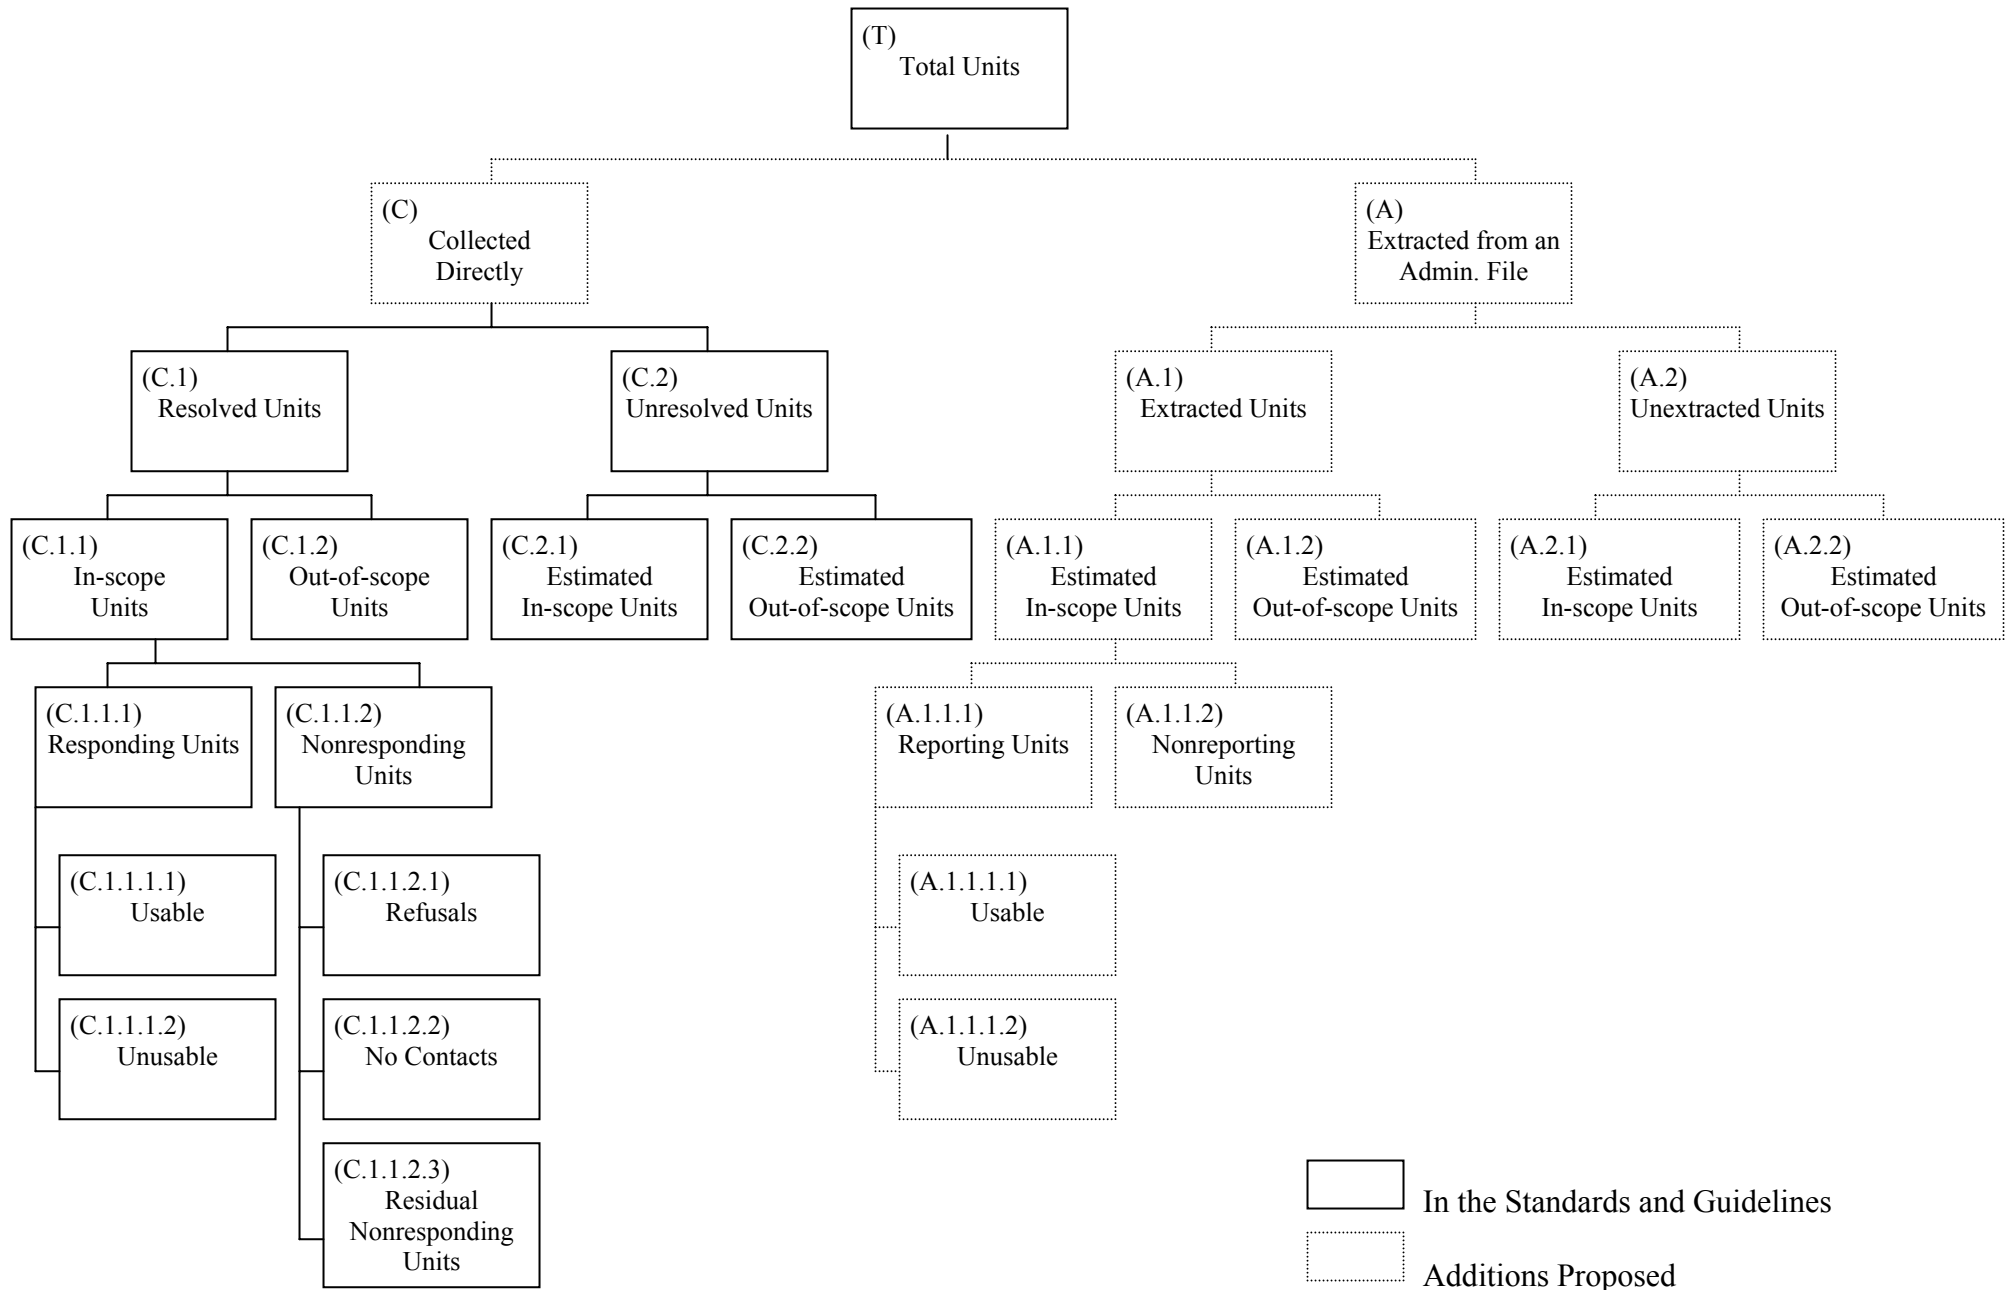 (T)
Total Units
(C)
Collected
Directly
(A)
Extracted from an
Admin. File
(C.1)
Resolved Units
(C.2)
Unresolved Units
(A.1)
Extracted Units
(A.2)
Unextracted Units
(C.1.1)
In-scope
Units
(C.1.2)
Out-of-scope
Units
(C.2.1)
Estimated
In-scope Units
(C.2.2)
Estimated
Out-of-scope Units
(A.1.1)
Estimated
In-scope Units
(A.1.2)
Estimated
Out-of-scope Units
(A.2.1)
Estimated
In-scope Units
(A.2.2)
Estimated
Out-of-scope Units
(C.1.1.1)
Responding Units
(C.1.1.2)
Nonresponding
Units
(A.1.1.1)
Reporting Units
(A.1.1.2)
Nonreporting
Units
(C.1.1.1.1)
Usable
(C.1.1.2.1)
Refusals
(A.1.1.1.1)
Usable
(C.1.1.1.2)
Unusable
(C.1.1.2.2)
No Contacts
(A.1.1.1.2)
Unusable
(C.1.1.2.3)
Residual
Nonresponding
Units
In the Standards and Guidelines
Additions Proposed